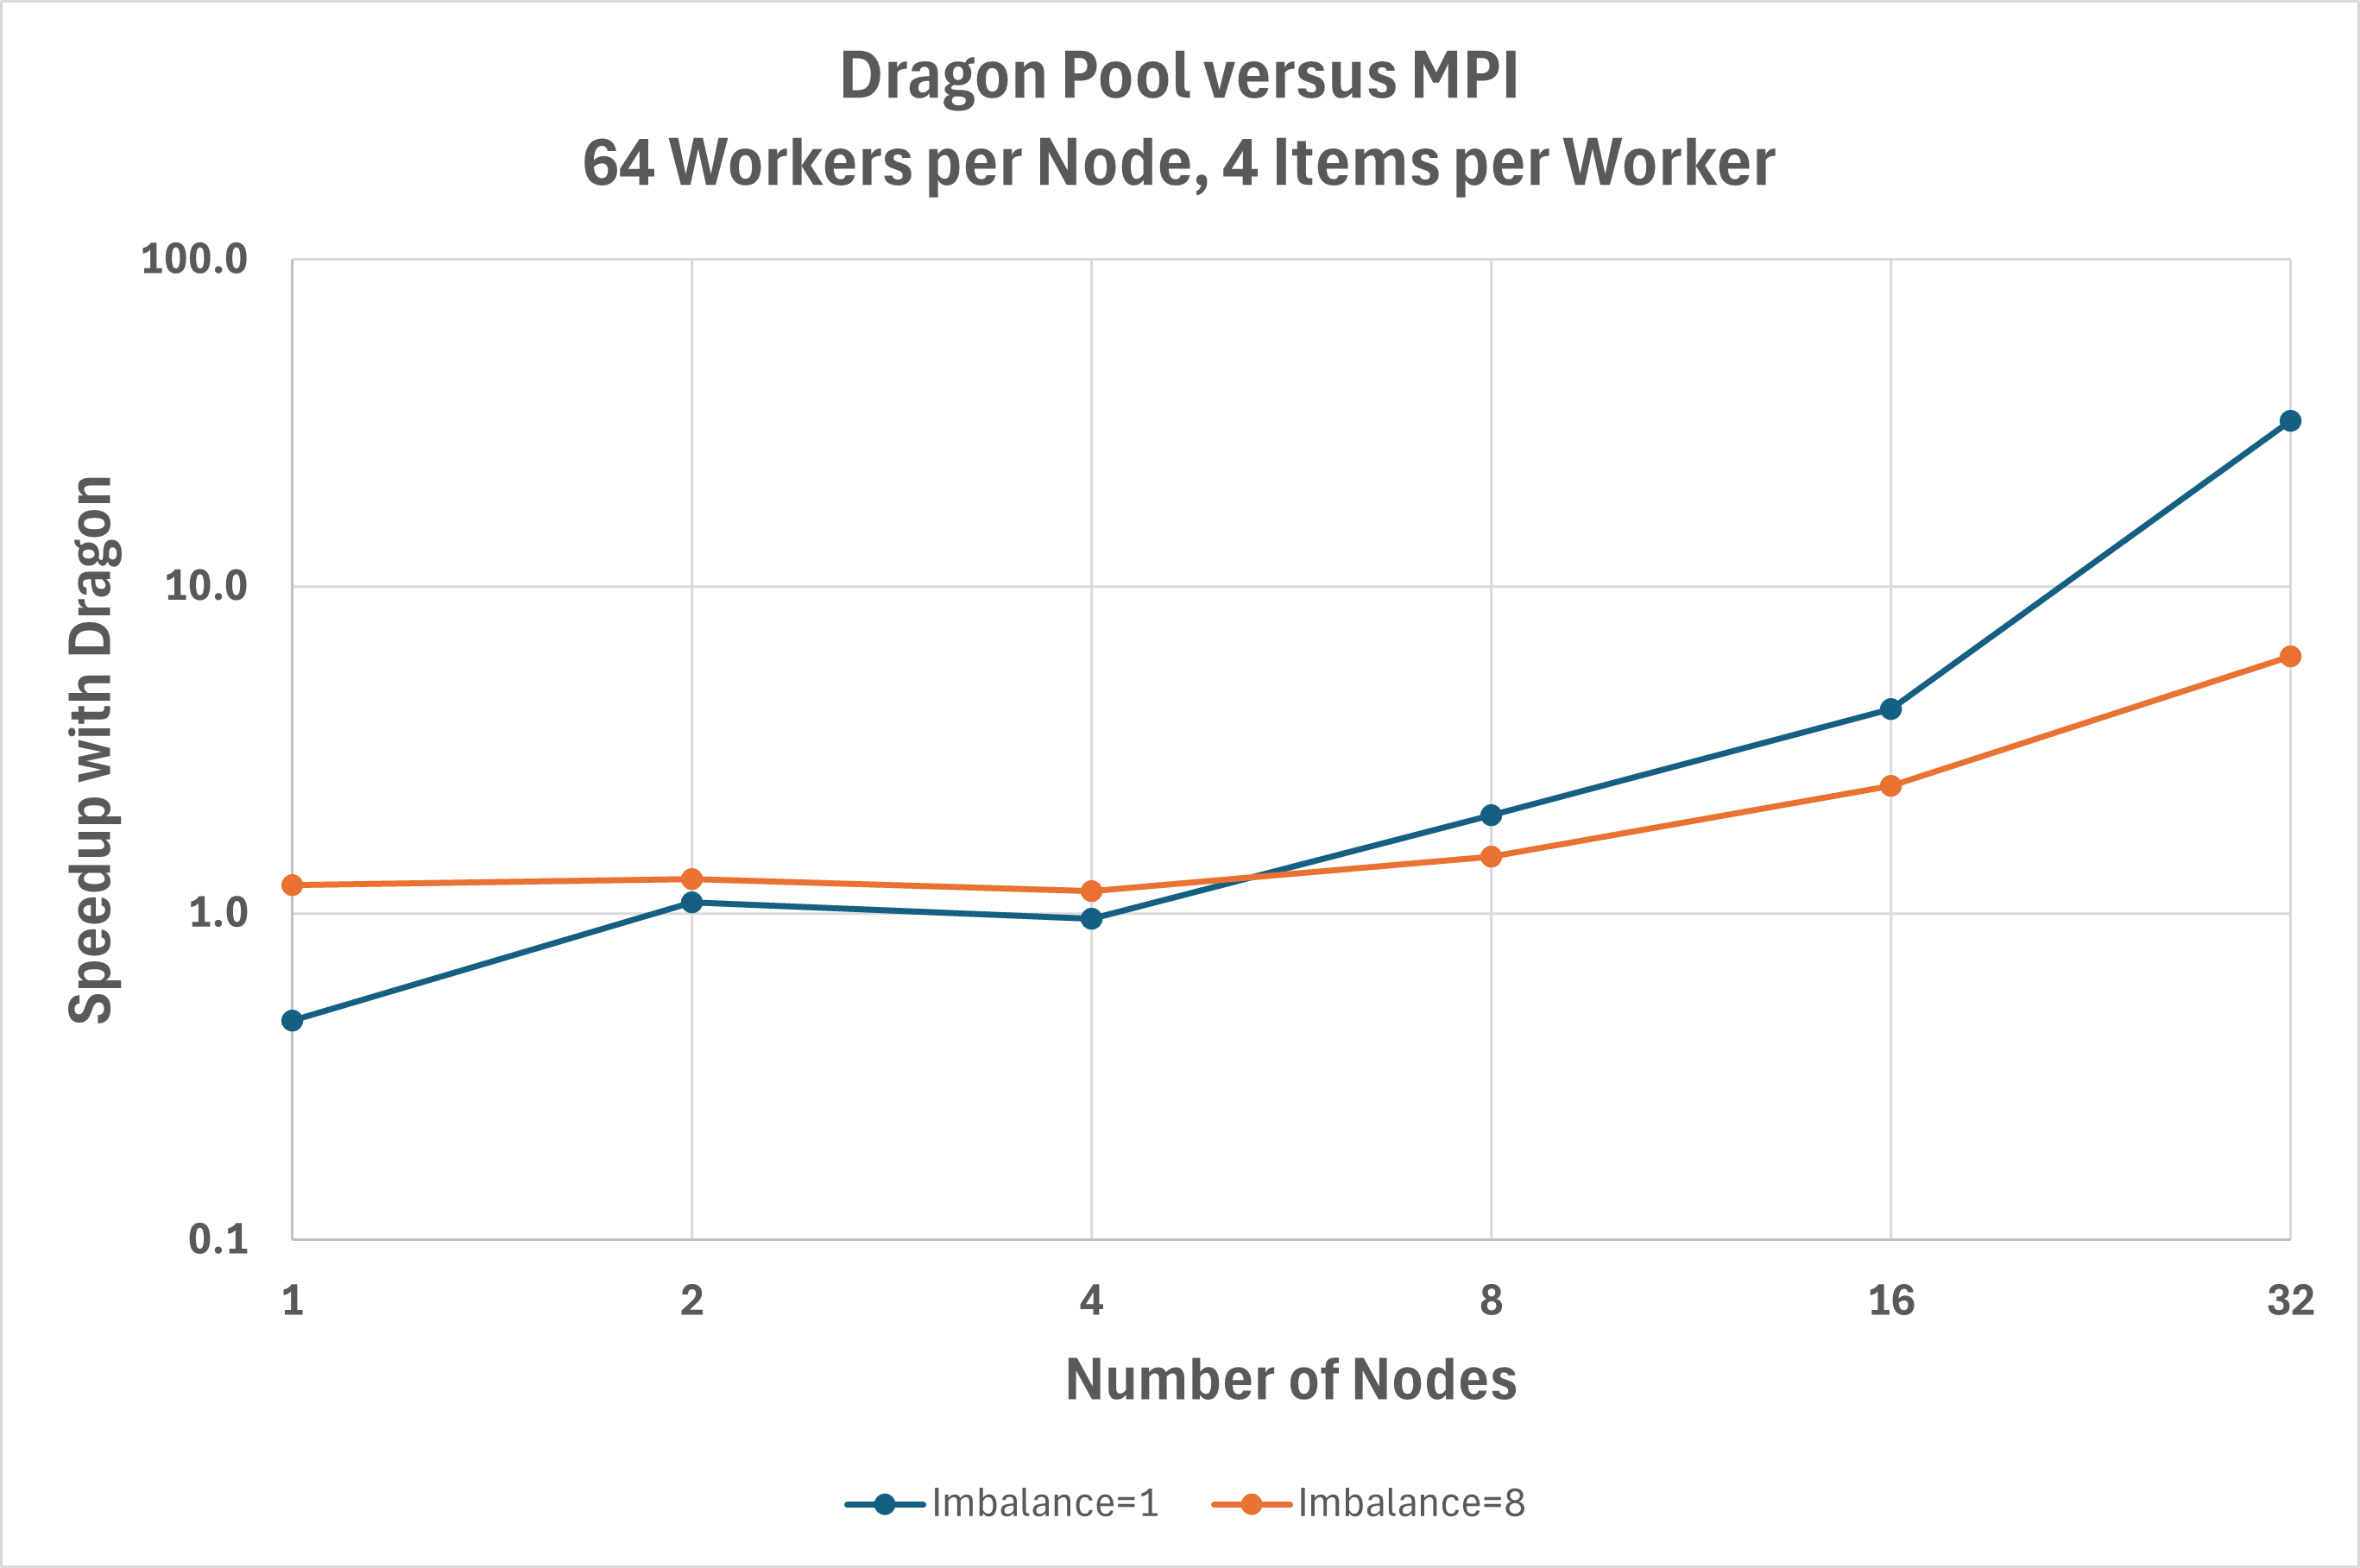 Dragon Pool versus MPI
64 Workers per Node, 4 Items per Worker
Speedup with Dragon
100.0
10.0
1.0
0.1
1 2 4 8 16 32
Number of Nodes
Imbalance=1 Imbalance=8